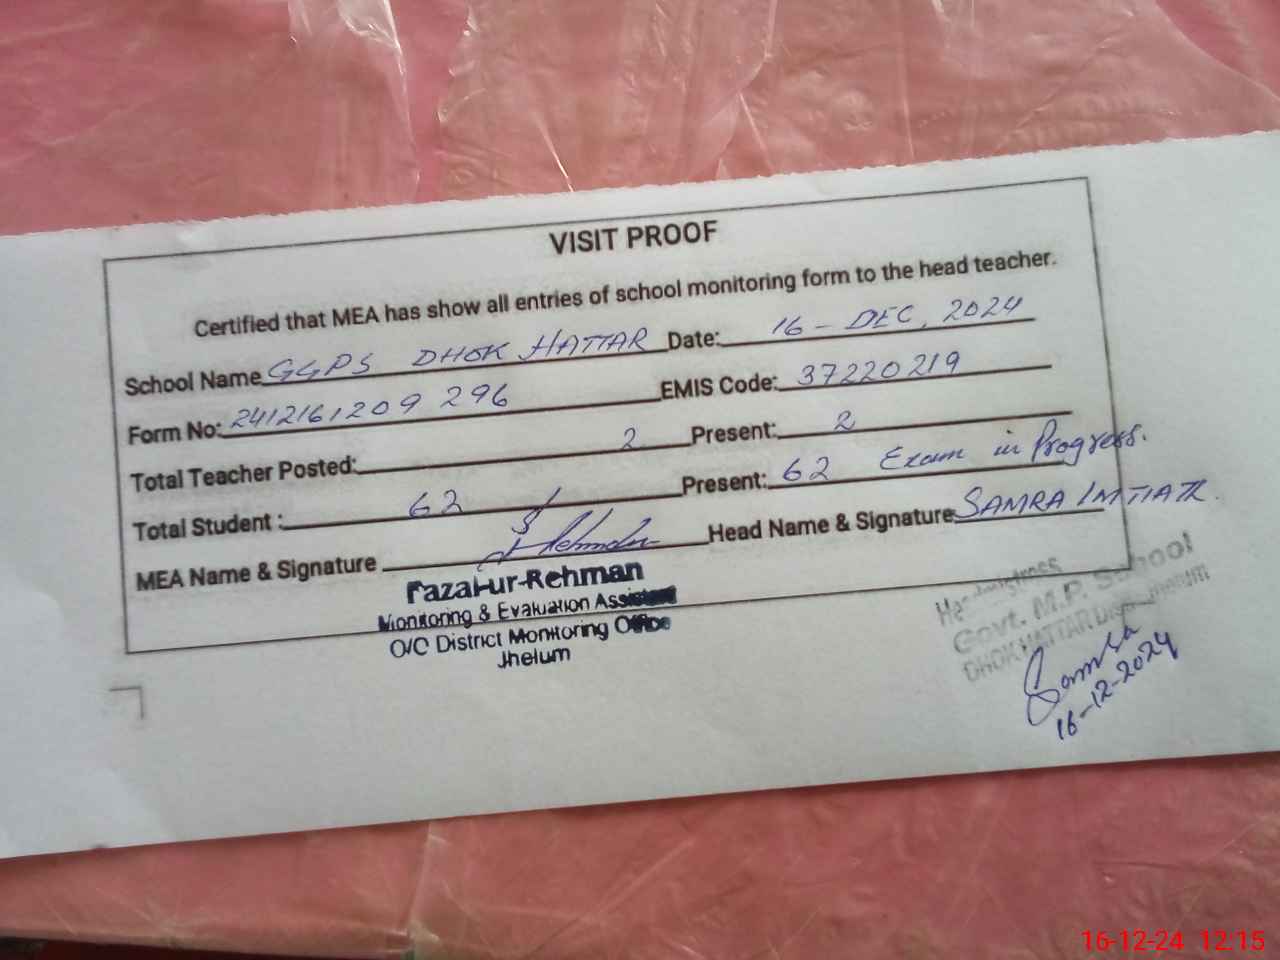 VISIT PROOF
Certified that MEA has show all entries of school monitoring form to the head teacher.
School Name GGPS DHOK HATTAR Date: 16 - DEC, 2024
Form No: 2412161209 296 EMIS Code: 37220219
Total Teacher Posted: 2 Present: 2
Total Student : 62 Present: 62 Exam in Progress.
MEA Name & Signature Head Name & Signature SAMRA IMTIAZ
Fazal-ur-Rehman
Monitoring & Evaluation Assistant
O/C District Monitoring Office
Jhelum
Headmistress
Govt. M.P. School
DHOK HATTAR
Samra
16-12-2024
16-12-24 12:15